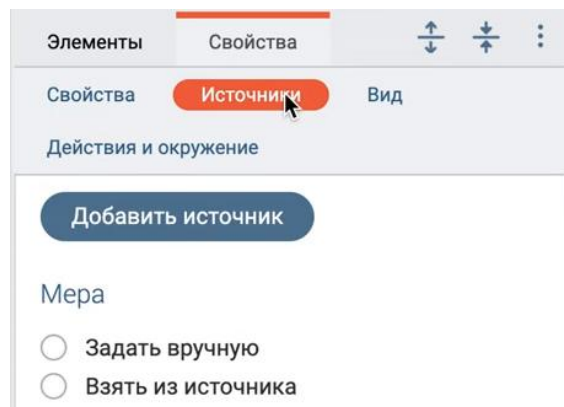 Элементы Свойства
Свойства Источники Вид
Действия и окружение
Добавить источник
Мера
Задать вручную
Взять из источника